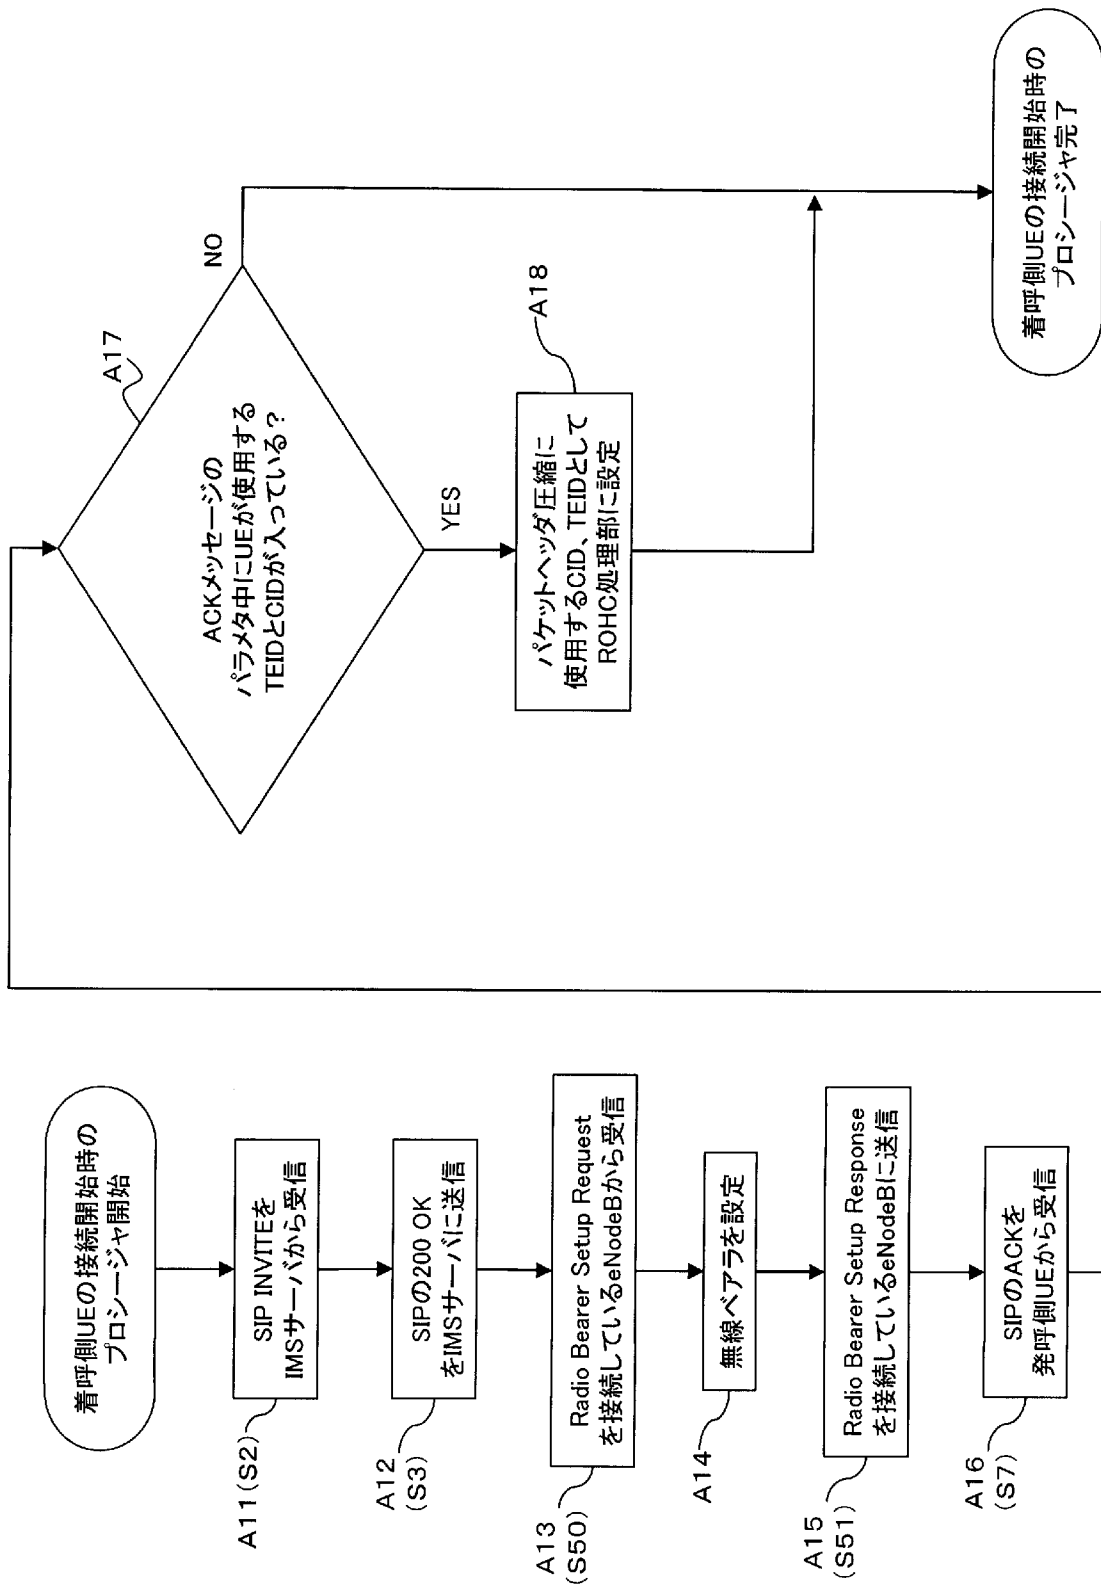 着呼側UEの接続開始時の
プロシージャ開始
A11(S2)
SIP INVITEを
IMSサーバから受信
A12
(S3)
SIPの200 OK
をIMSサーバに送信
A13
(S50)
Radio Bearer Setup Request
を接続しているeNodeBから受信
A14
無線ベアラを設定
A15
(S51)
Radio Bearer Setup Response
を接続しているeNodeBに送信
A16
(S7)
SIPのACKを
発呼側UEから受信
A17
ACKメッセージの
パラメタ中にUEが使用する
TEIDとCIDが入っている？
NO
YES
A18
パケットヘッダ圧縮に
使用するCID、TEIDとして
ROHC処理部に設定
着呼側UEの接続開始時の
プロシージャ完了